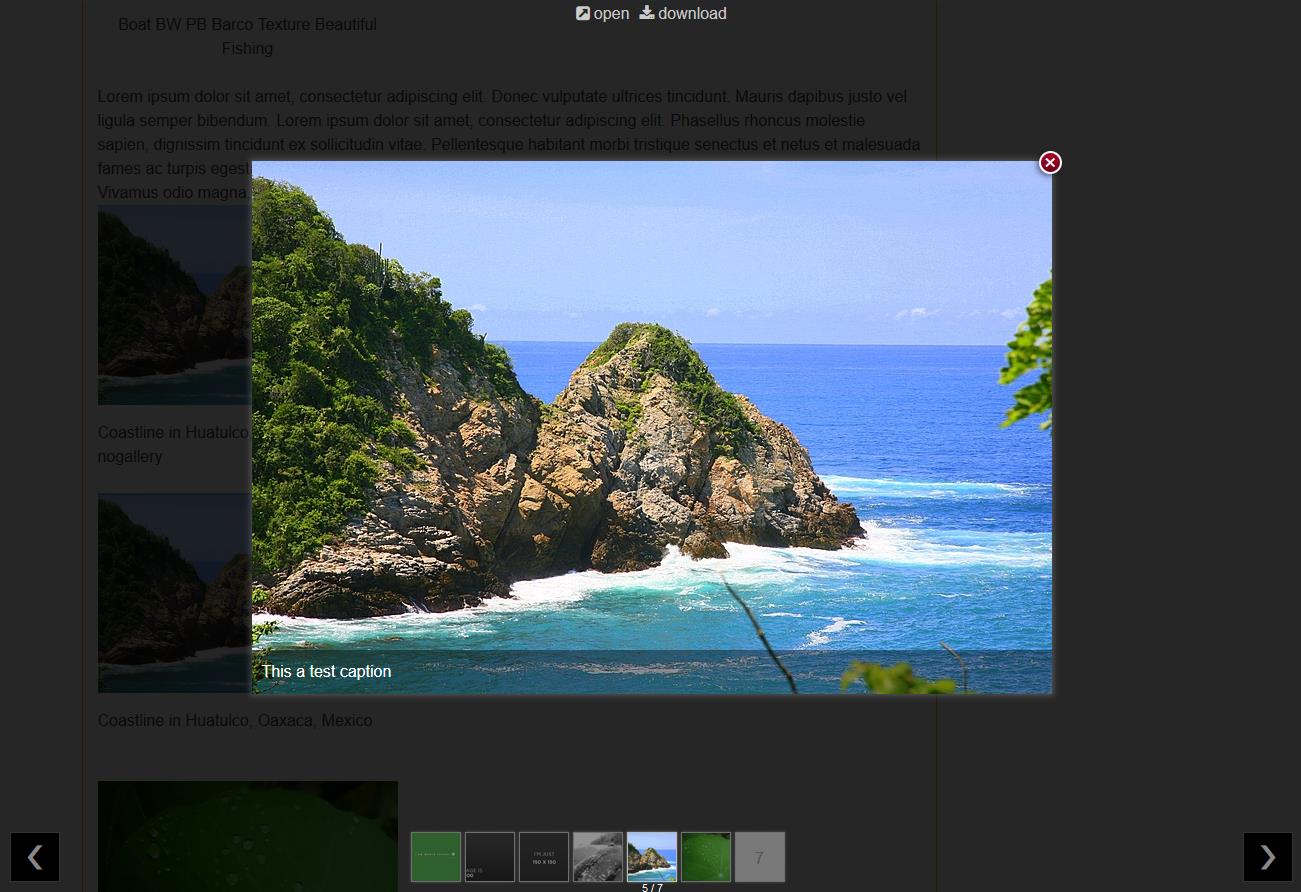 open download
Boat BW PB Barco Texture Beautiful
Fishing
Lorem ipsum dolor sit amet, consectetur adipiscing elit. Donec vulputate ultrices tincidunt. Mauris dapibus justo vel
ligula semper bibendum. Lorem ipsum dolor sit amet, consectetur adipiscing elit. Phasellus rhoncus molestie
sapien, dignissim tincidunt ex sollicitudin vitae. Pellentesque habitant morbi tristique senectus et netus et malesuada
fames ac turpis egest
Vivamus odio magna
Coastline in Huatulco
nogallery
This a test caption
Coastline in Huatulco, Oaxaca, Mexico
I'M JUST
150 X 150
7
5 / 7